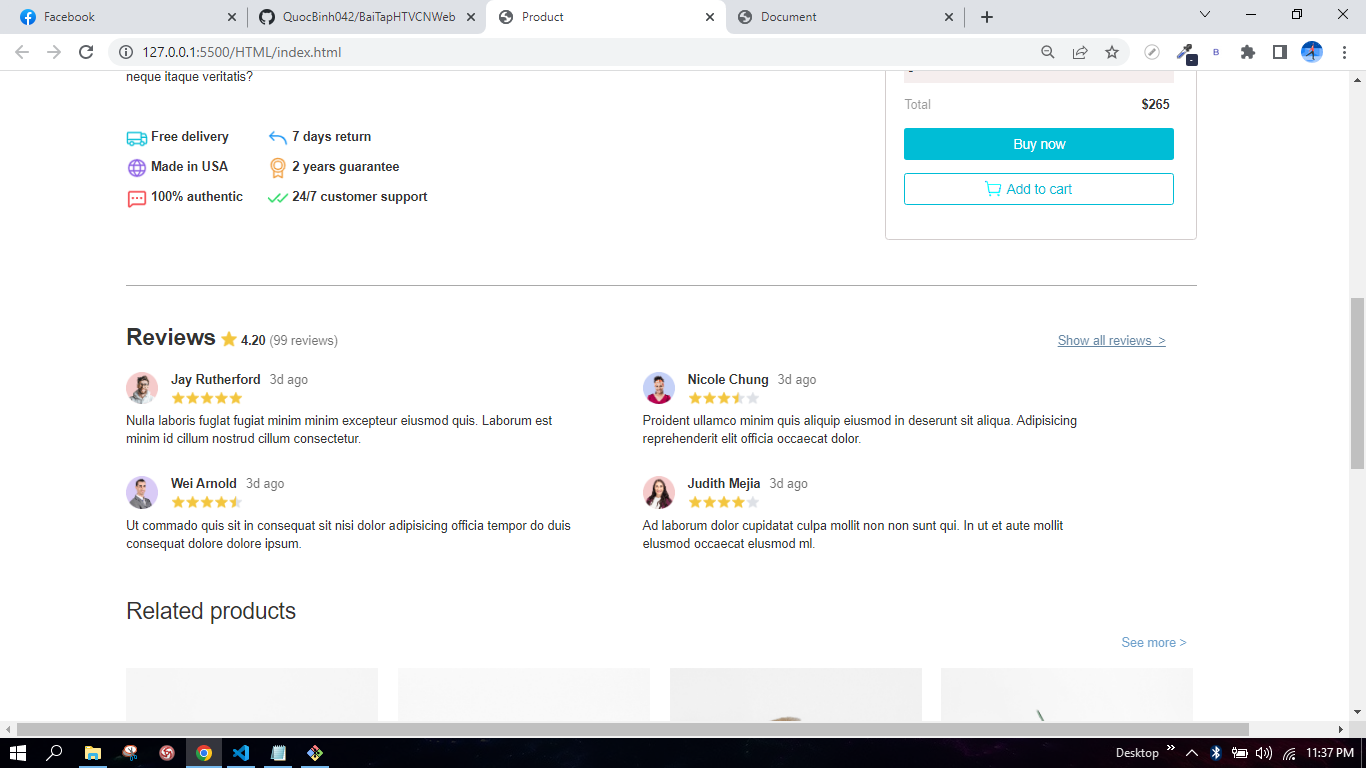 Facebook
QuocBinh042/BaiTapHTVCNWeb
Product
Document
127.0.0.1:5500/HTML/index.html
neque itaque veritatis?
Free delivery
7 days return
Made in USA
2 years guarantee
100% authentic
24/7 customer support
Total $265
Buy now
Add to cart
Reviews 4.20 (99 reviews)
Show all reviews >
Jay Rutherford 3d ago
Nulla laboris fuglat fugiat minim minim excepteur eiusmod quis. Laborum est
minim id cillum nostrud cillum consectetur.
Nicole Chung 3d ago
Proident ullamco minim quis aliquip eiusmod in deserunt sit aliqua. Adipisicing
reprehenderit elit officia occaecat dolor.
Wei Arnold 3d ago
Ut commado quis sit in consequat sit nisi dolor adipisicing officia tempor do duis
consequat dolore dolore ipsum.
Judith Mejia 3d ago
Ad laborum dolor cupidatat culpa mollit non non sunt qui. In ut et aute mollit
elusmod occaecat elusmod ml.
Related products
See more >
Desktop
11:37 PM